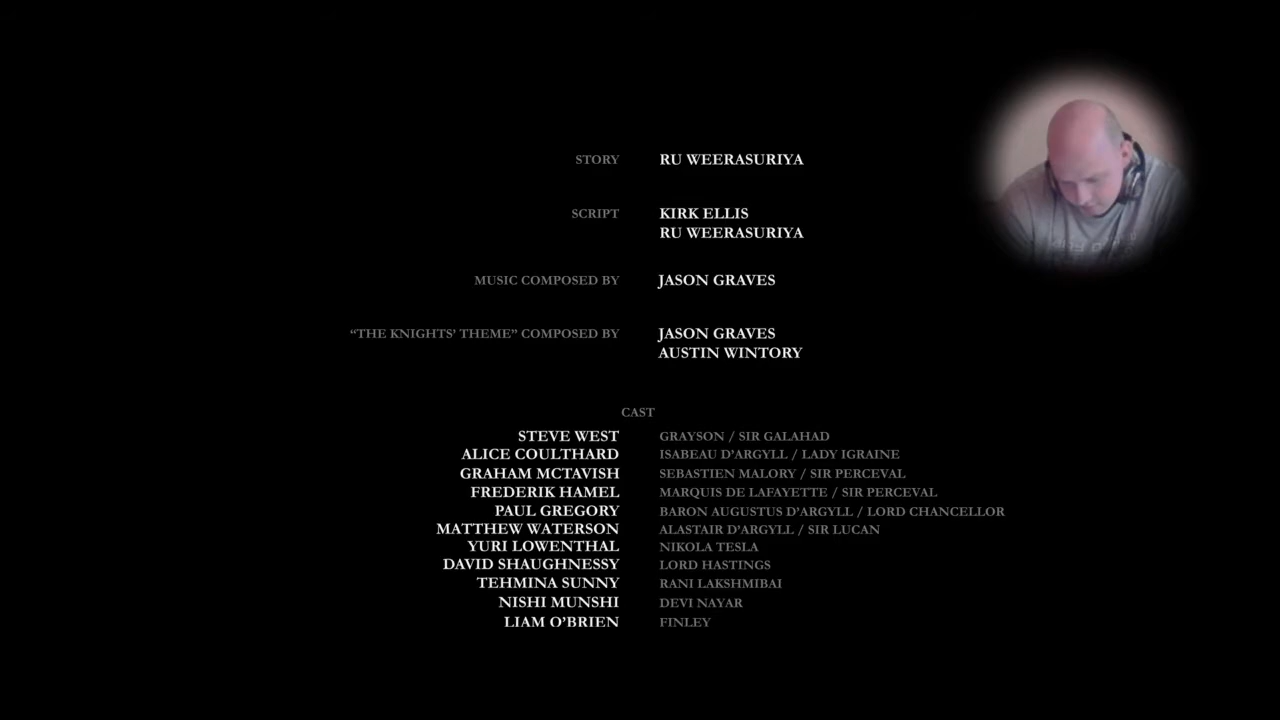 STORY RU WEERASURIYA
SCRIPT KIRK ELLIS
RU WEERASURIYA
MUSIC COMPOSED BY JASON GRAVES
“THE KNIGHTS’ THEME” COMPOSED BY JASON GRAVES
AUSTIN WINTORY
CAST
STEVE WEST GRAYSON / SIR GALAHAD
ALICE COULTHARD ISABEAU D’ARGYLL / LADY IGRAINE
GRAHAM MCTAVISH SEBASTIEN MALORY / SIR PERCEVAL
FREDERIK HAMEL MARQUIS DE LAFAYETTE / SIR PERCEVAL
PAUL GREGORY BARON AUGUSTUS D’ARGYLL / LORD CHANCELLOR
MATTHEW WATERSON ALASTAIR D’ARGYLL / SIR LUCAN
YURI LOWENTHAL NIKOLA TESLA
DAVID SHAUGHNESSY LORD HASTINGS
TEHMINA SUNNY RANI LAKSHMIBAI
NISHI MUNSHI DEVI NAYAR
LIAM O’BRIEN FINLEY